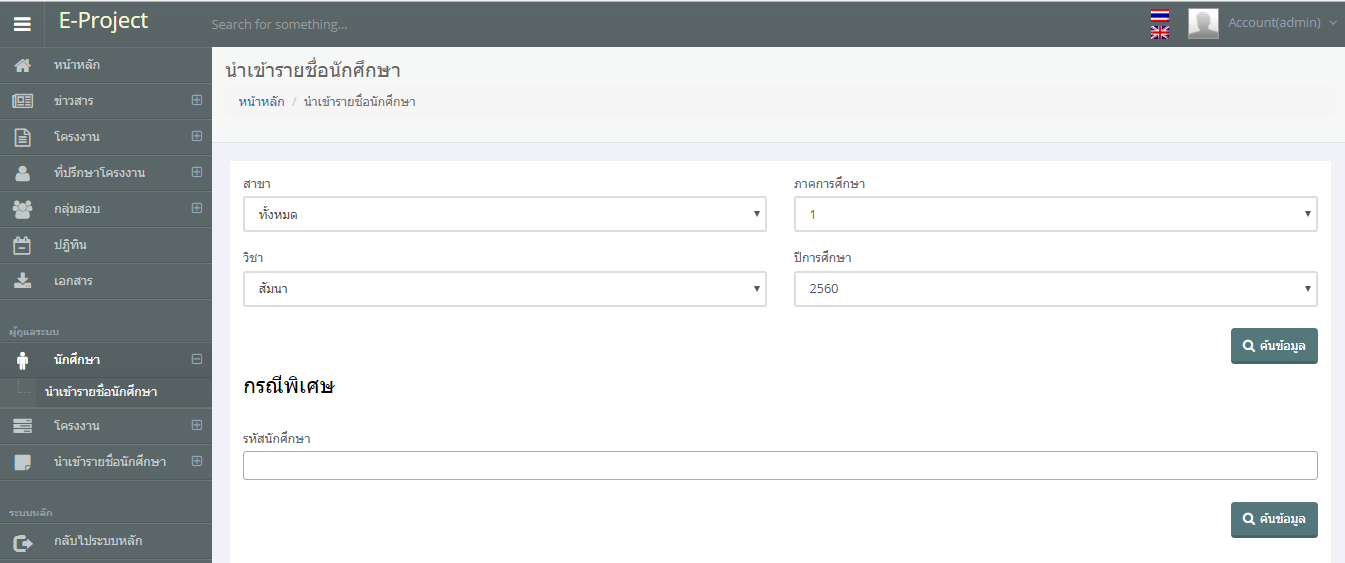 E-Project
Search for something...
Account(admin)
หน้าหลัก
ข่าวสาร
โครงงาน
ที่ปรึกษาโครงงาน
กลุ่มสอบ
ปฏิทิน
เอกสาร
ผู้ดูแลระบบ
นักศึกษา
นำเข้ารายชื่อนักศึกษา
โครงงาน
นำเข้ารายชื่อนักศึกษา
ระบบหลัก
กลับไประบบหลัก
นำเข้ารายชื่อนักศึกษา
หน้าหลัก / นำเข้ารายชื่อนักศึกษา
สาขา
ทั้งหมด
ภาคการศึกษา
1
วิชา
สัมนา
ปีการศึกษา
2560
ค้นข้อมูล
กรณีพิเศษ
รหัสนักศึกษา
ค้นข้อมูล